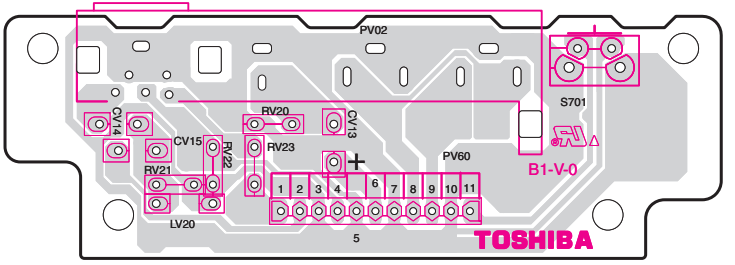 PV02
S701
RV20
CV13
CV14
CV15
RV22
RV23
PV60
B1-V-0
RV21
1 2 3 4 6 7 8 9 10 11
LV20
5
TOSHIBA